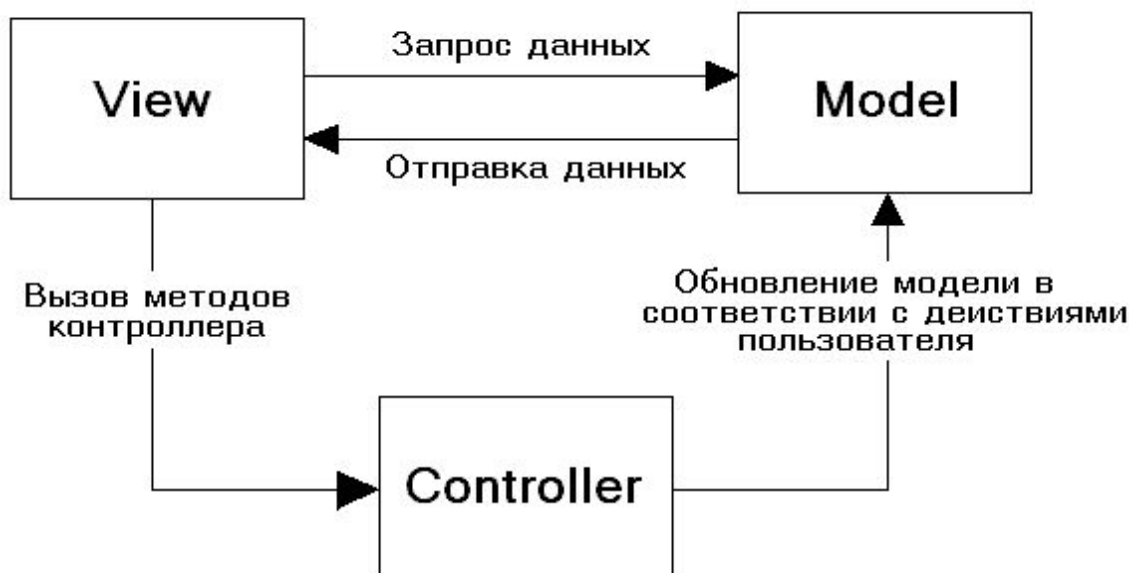 Запрос данных
View
Model
Отправка данных
Вызов методов
контроллера
Обновление модели в
соответствии с деиствиями
пользователя
Controller